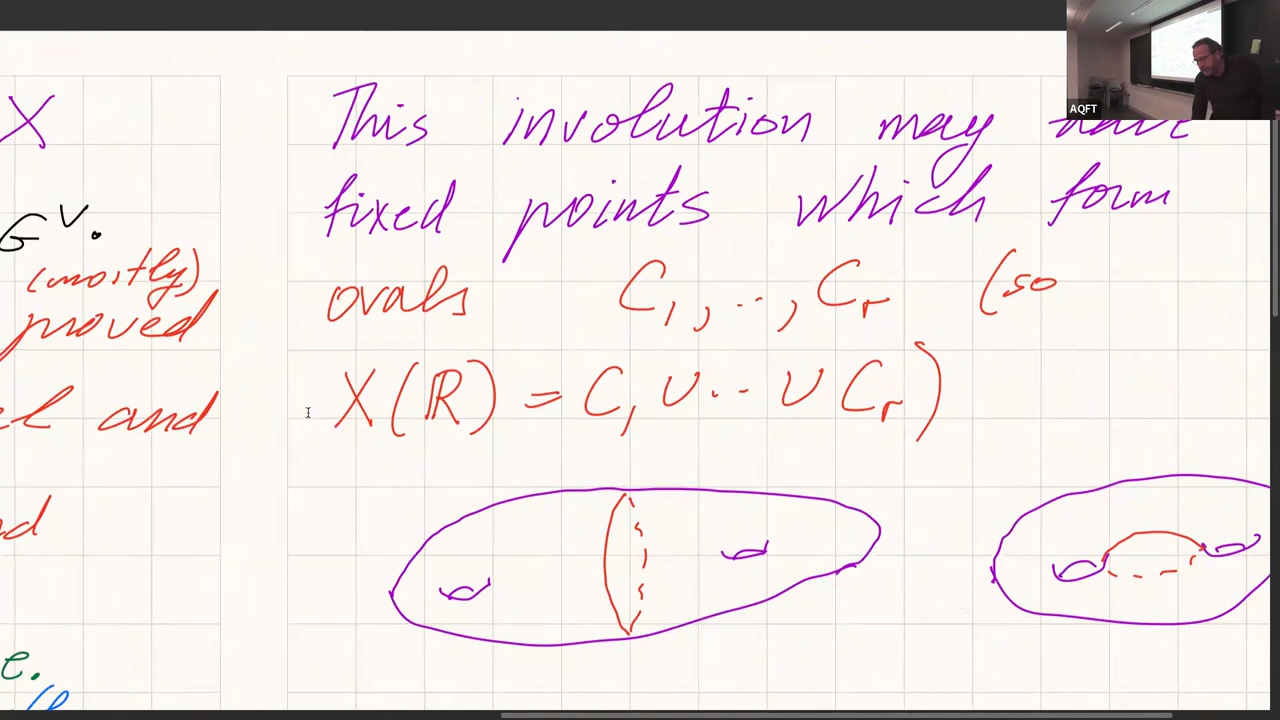 X
G^∨.
(mostly)
proved
and
e.
This involution may have
fixed points which form
ovals C₁, ..., Cᵣ (so
X(ℝ) = C₁ ∪ ... ∪ Cᵣ)
AQFT